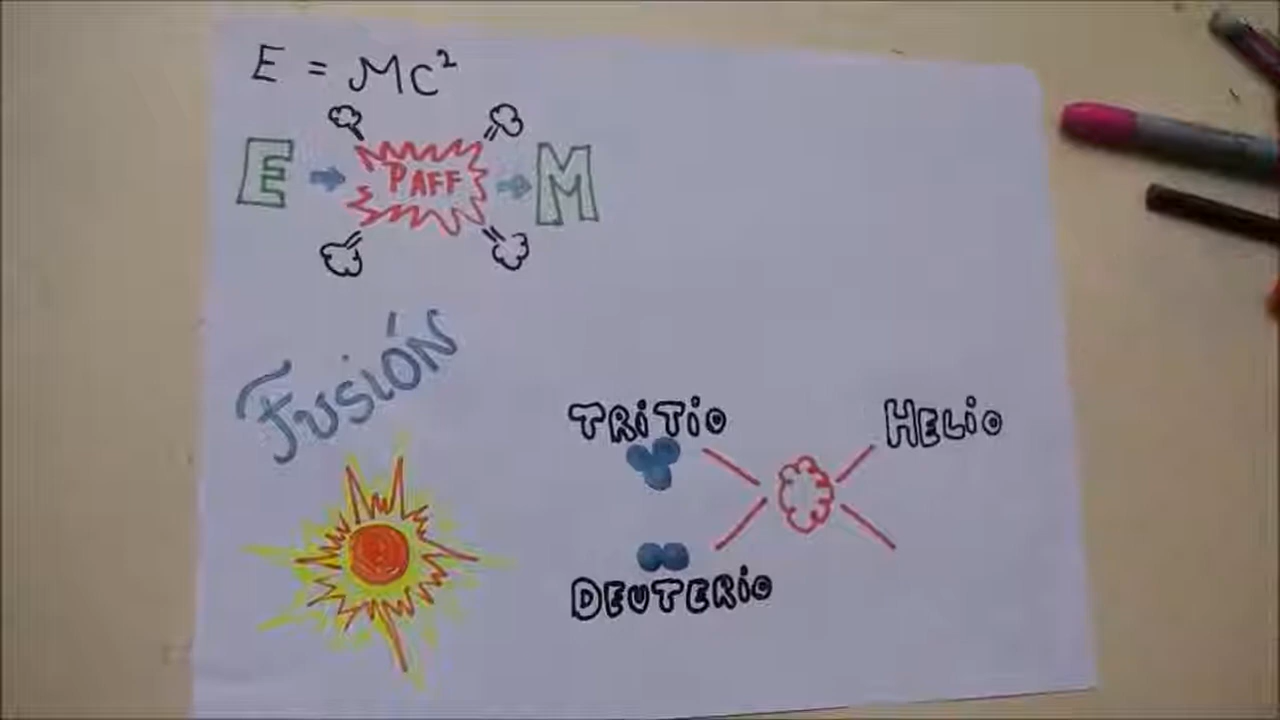 E = MC²
E PAFF M
FUSIÓN
TRITIO
HELIO
DEUTERIO